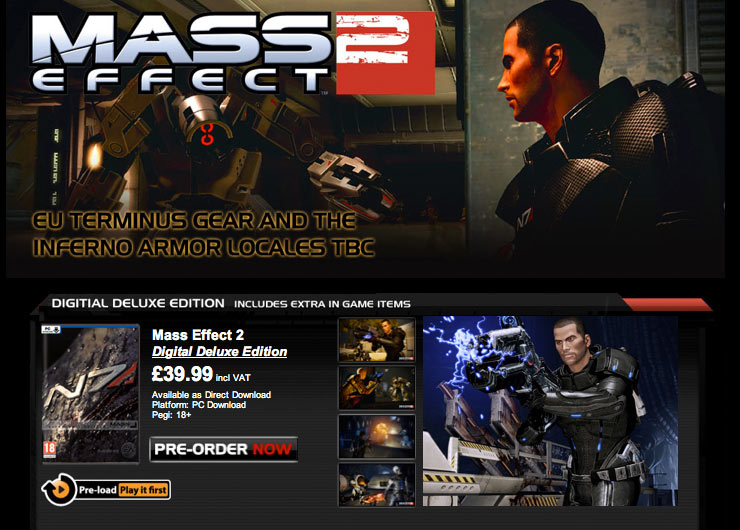 MASS 2
EFFECT™
EU TERMINUS GEAR AND THE
INFERNO ARMOR LOCALES TBC
N7
DIGITIAL DELUXE EDITION INCLUDES EXTRA IN GAME ITEMS
Mass Effect 2
Digital Deluxe Edition
£39.99 incl VAT
Available as Direct Download
Platform: PC Download
Pegi: 18+
PRE-ORDER NOW
N7
18
Pre-load Play it first